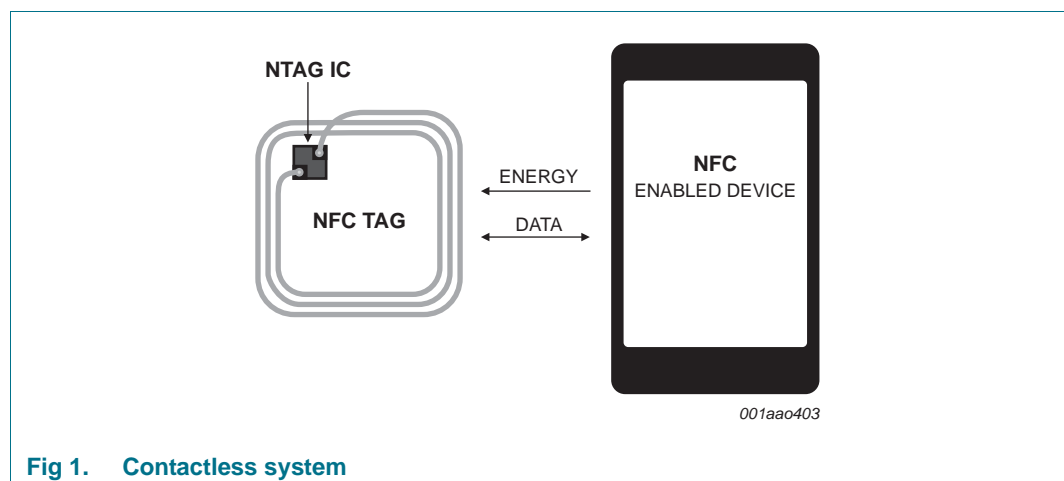 NTAG IC
NFC TAG
ENERGY
DATA
NFC
ENABLED DEVICE
001aao403
Fig 1. Contactless system